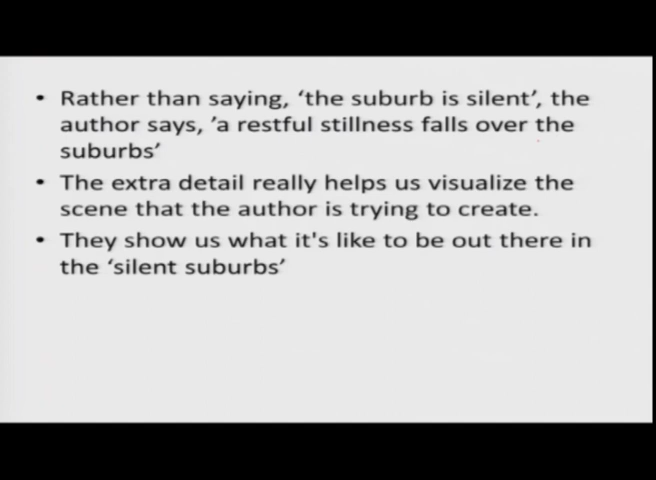 • Rather than saying, ‘the suburb is silent’, the
author says, ’a restful stillness falls over the
suburbs’
• The extra detail really helps us visualize the
scene that the author is trying to create.
• They show us what it's like to be out there in
the ‘silent suburbs’